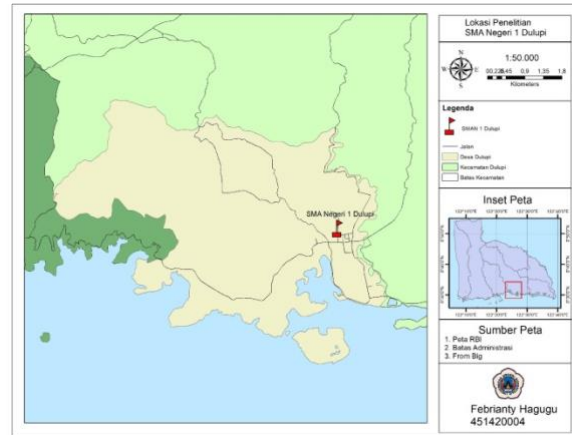 Lokasi Penelitian
SMA Negeri 1 Dulupi
N
W
E
S
1:50.000
0,9
1,35
1,8
Kilometers
Legenda
SMAN 1 Dulupi
Jalan
Desa Dulupi
Kecamatan Dulupi
Batas Kecamatan
SMA Negeri 1 Dulupi
Inset Peta
Sumber Peta
1. Peta RBI
2. Batas Administrasi
3. From Big
Febrianty Hagugu
451420004